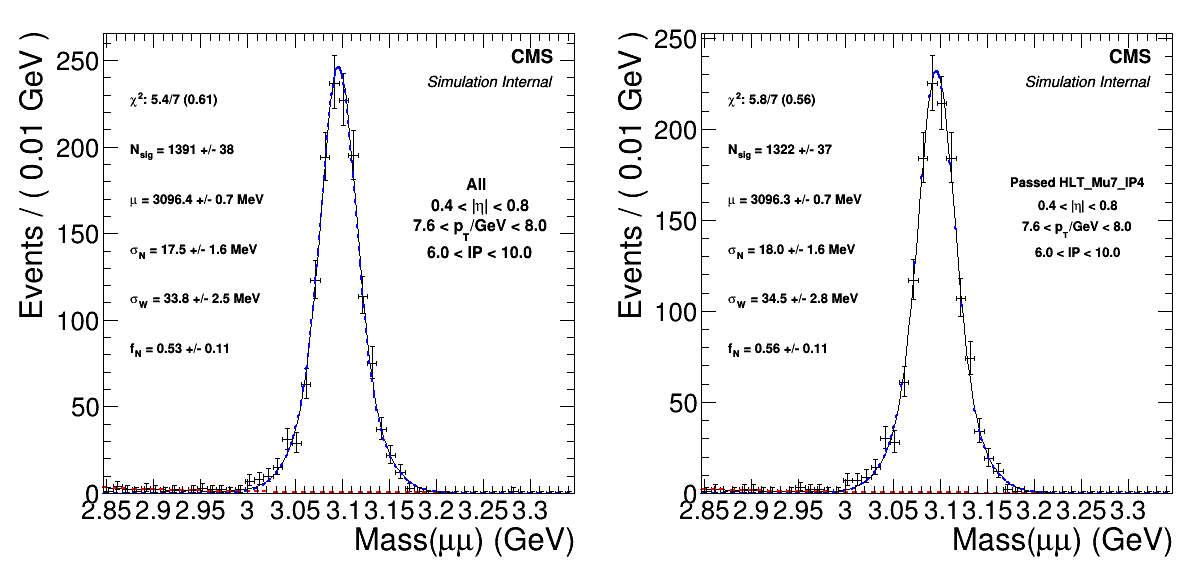 CMS
Simulation Internal
χ²: 5.4/7 (0.61)
N_sig = 1391 +/- 38
μ = 3096.4 +/- 0.7 MeV
σ_N = 17.5 +/- 1.6 MeV
σ_W = 33.8 +/- 2.5 MeV
f_N = 0.53 +/- 0.11
All
0.4 < |η| < 0.8
7.6 < p_T/GeV < 8.0
6.0 < IP < 10.0
Events / ( 0.01 GeV )
250
200
150
100
50
0
2.85 2.9 2.95 3 3.05 3.1 3.15 3.2 3.25 3.3
Mass(μμ) (GeV)
CMS
Simulation Internal
χ²: 5.8/7 (0.56)
N_sig = 1322 +/- 37
μ = 3096.3 +/- 0.7 MeV
σ_N = 18.0 +/- 1.6 MeV
σ_W = 34.5 +/- 2.8 MeV
f_N = 0.56 +/- 0.11
Passed HLT_Mu7_IP4
0.4 < |η| < 0.8
7.6 < p_T/GeV < 8.0
6.0 < IP < 10.0
Events / ( 0.01 GeV )
250
200
150
100
50
0
2.85 2.9 2.95 3 3.05 3.1 3.15 3.2 3.25 3.3
Mass(μμ) (GeV)